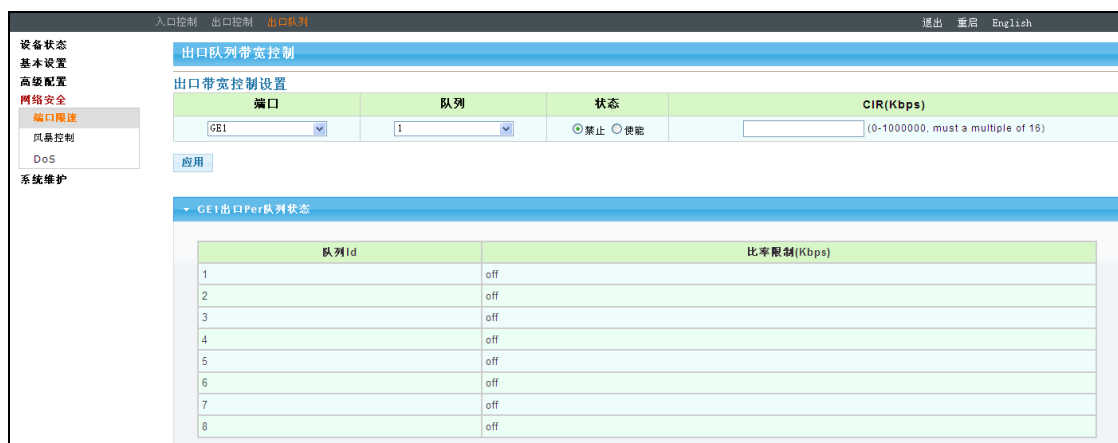 入口控制 出口控制 出口队列 退出 重启 English
设备状态
基本设置
高级配置
网络安全
端口限速
风暴控制
DoS
系统维护
出口队列带宽控制
出口带宽控制设置
端口 队列 状态 CIR(Kbps)
GE1 1 禁止 使能 (0-1000000, must a multiple of 16)
应用
GE1出口Per队列状态
队列Id 比率限制(Kbps)
1 off
2 off
3 off
4 off
5 off
6 off
7 off
8 off